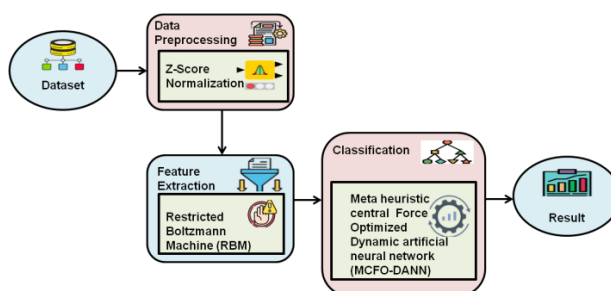 Dataset
Data
Preprocessing
Z-Score
Normalization
Feature
Extraction
Restricted
Boltzmann
Machine (RBM)
Classification
Meta heuristic
central Force
Optimized
Dynamic artificial
neural network
(MCFO-DANN)
Result